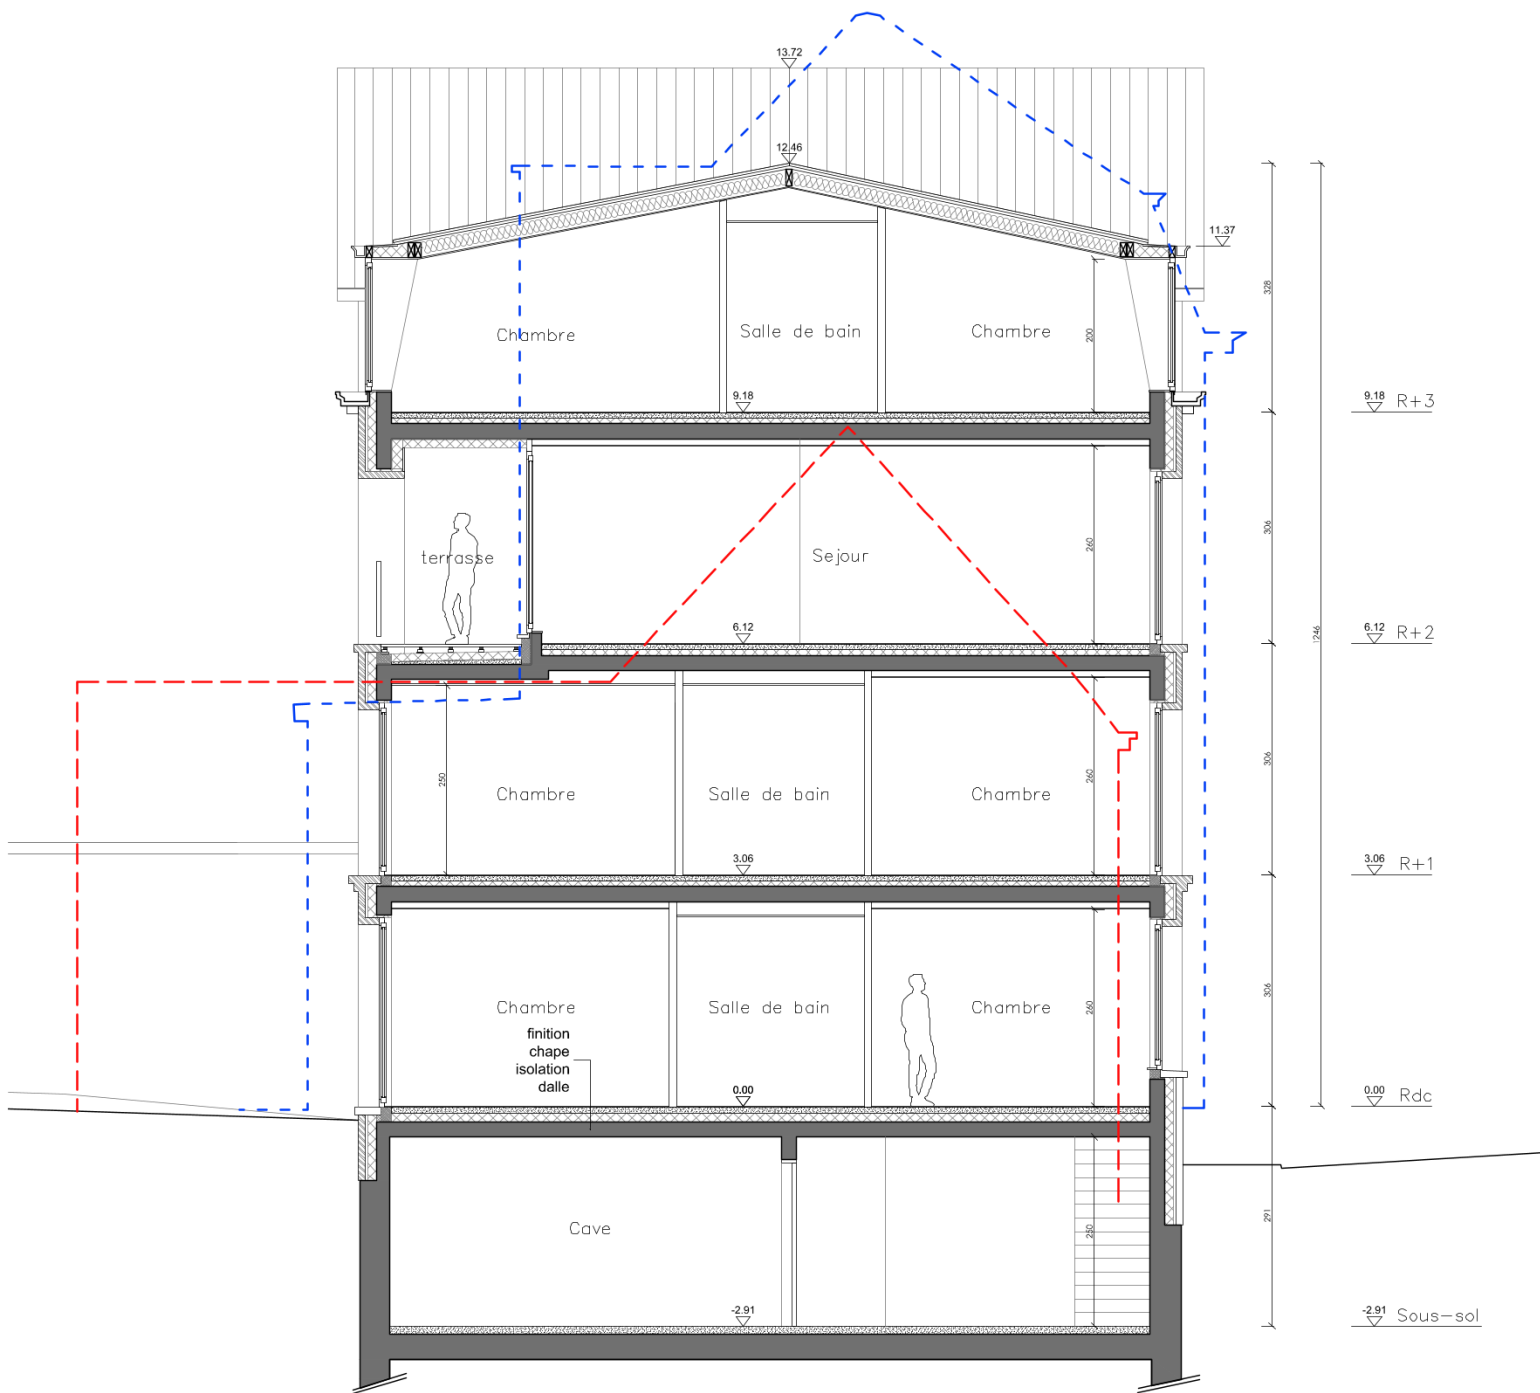 13.72
12.46
11.37
328
Chambre
Salle de bain
Chambre
200
9.18
9.18 R+3
306
terrasse
Sejour
260
1246
6.12
6.12 R+2
250
Chambre
Salle de bain
Chambre
260
306
3.06
3.06 R+1
Chambre
Salle de bain
Chambre
260
306
finition
chape
isolation
dalle
0.00
0.00 Rdc
Cave
250
291
-2.91
-2.91 Sous-sol